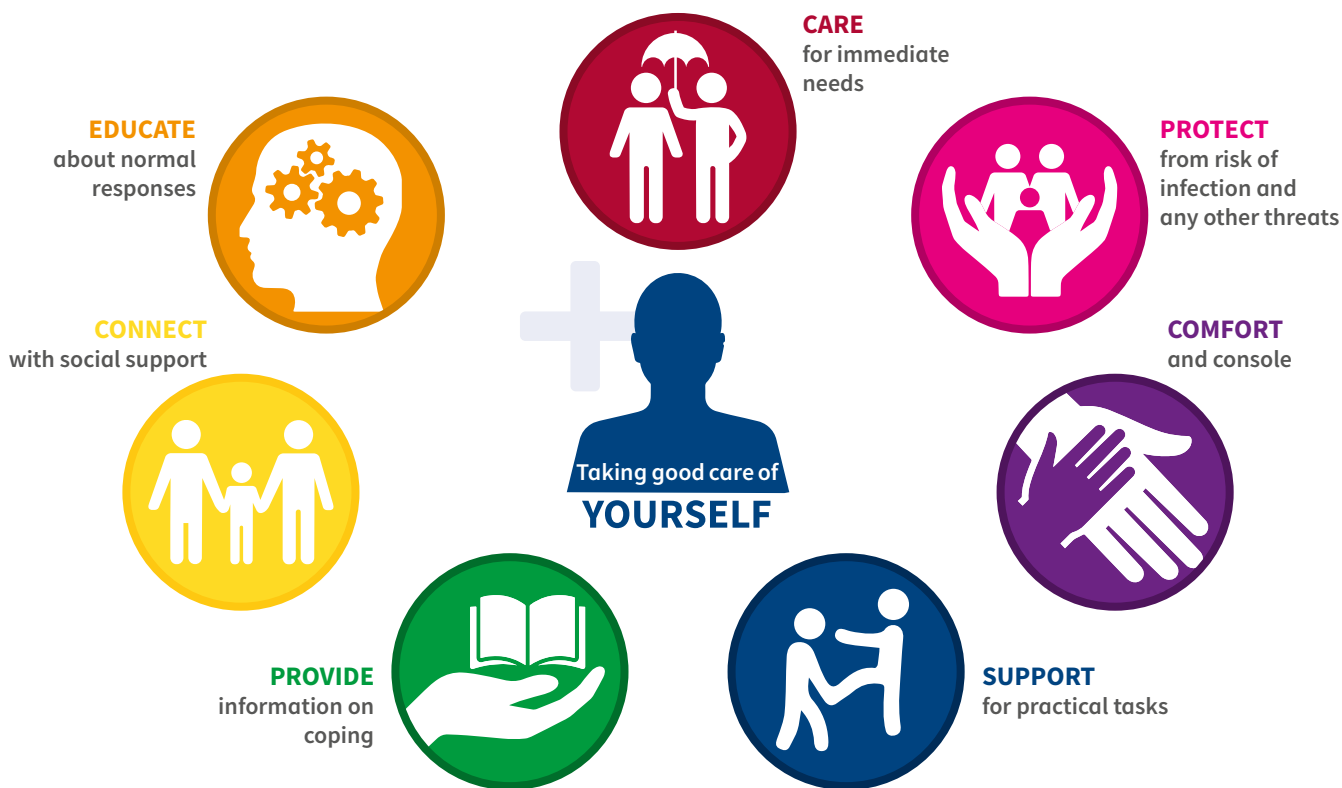 CARE
for immediate
needs
PROTECT
from risk of
infection and
any other threats
COMFORT
and console
SUPPORT
for practical tasks
PROVIDE
information on
coping
CONNECT
with social support
EDUCATE
about normal
responses
Taking good care of
YOURSELF